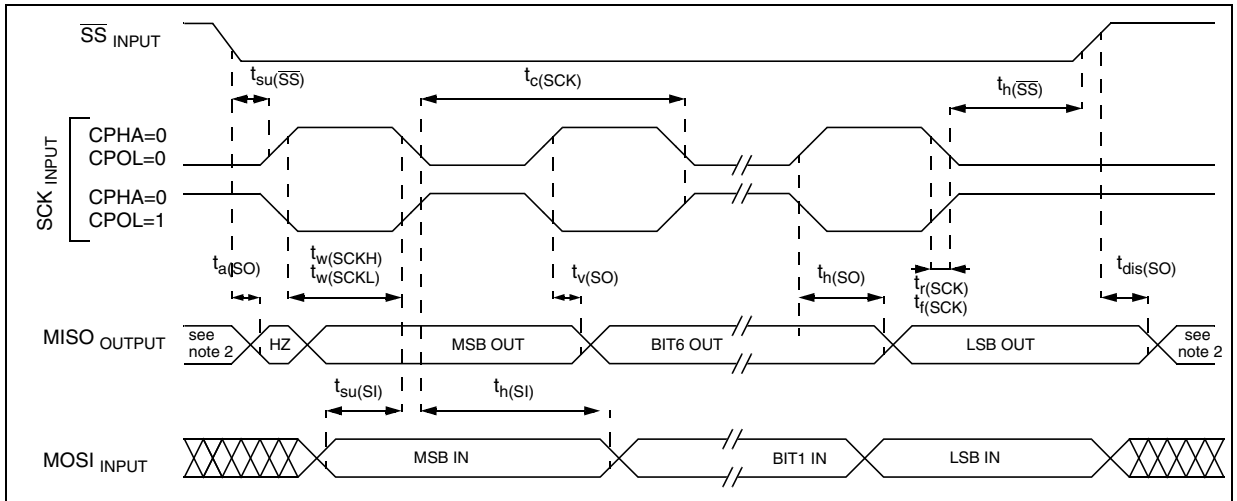 SS INPUT
tsu(SS)
tc(SCK)
th(SS)
SCK INPUT
CPHA=0
CPOL=0
CPHA=0
CPOL=1
ta(SO)
tw(SCKH)
tw(SCKL)
tv(SO)
th(SO)
tr(SCK)
tf(SCK)
tdis(SO)
MISO OUTPUT
see
note 2
HZ
MSB OUT
BIT6 OUT
LSB OUT
see
note 2
tsu(SI)
th(SI)
MOSI INPUT
MSB IN
BIT1 IN
LSB IN